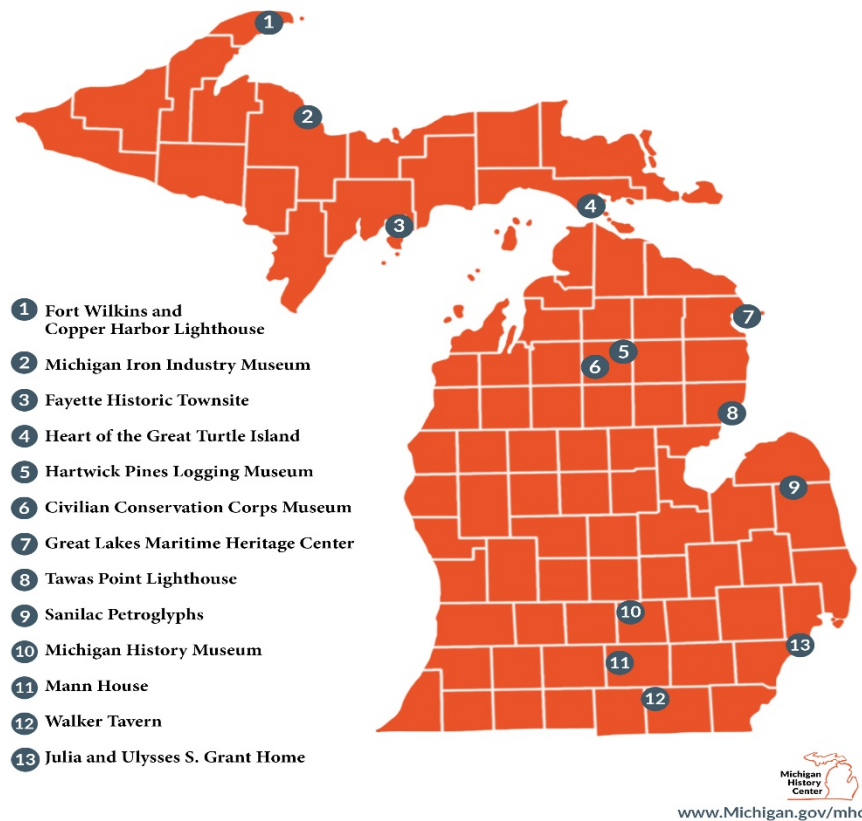 1
2
3
4
7
5
6
8
9
10
13
11
12
1 Fort Wilkins and
Copper Harbor Lighthouse
2 Michigan Iron Industry Museum
3 Fayette Historic Townsite
4 Heart of the Great Turtle Island
5 Hartwick Pines Logging Museum
6 Civilian Conservation Corps Museum
7 Great Lakes Maritime Heritage Center
8 Tawas Point Lighthouse
9 Sanilac Petroglyphs
10 Michigan History Museum
11 Mann House
12 Walker Tavern
13 Julia and Ulysses S. Grant Home
Michigan
History
Center
www.Michigan.gov/mhc